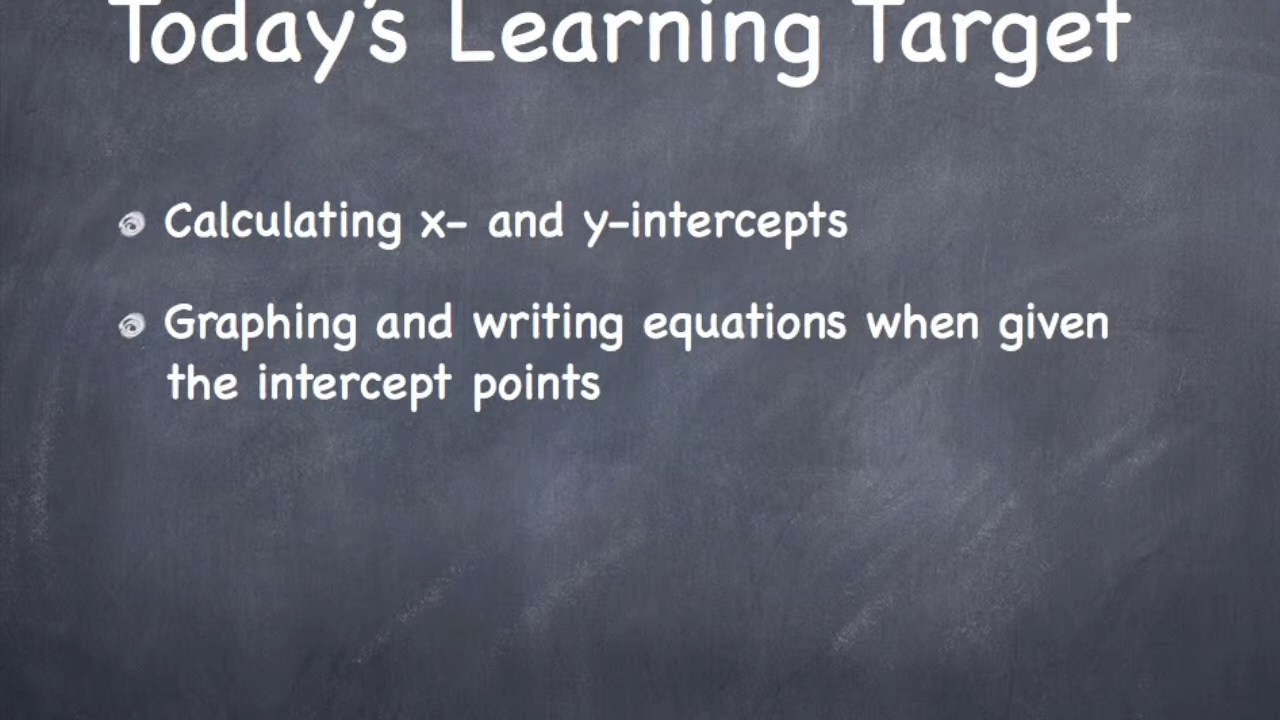 Today's Learning Target
Calculating x- and y-intercepts
Graphing and writing equations when given
the intercept points